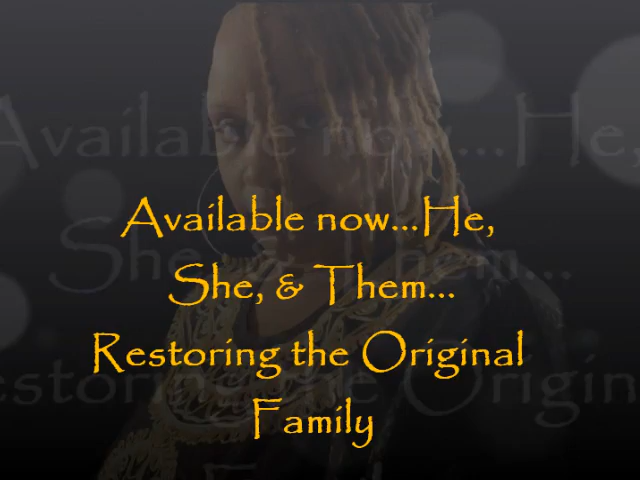 Available now...He,
She, & Them...
Restoring the Original
Family